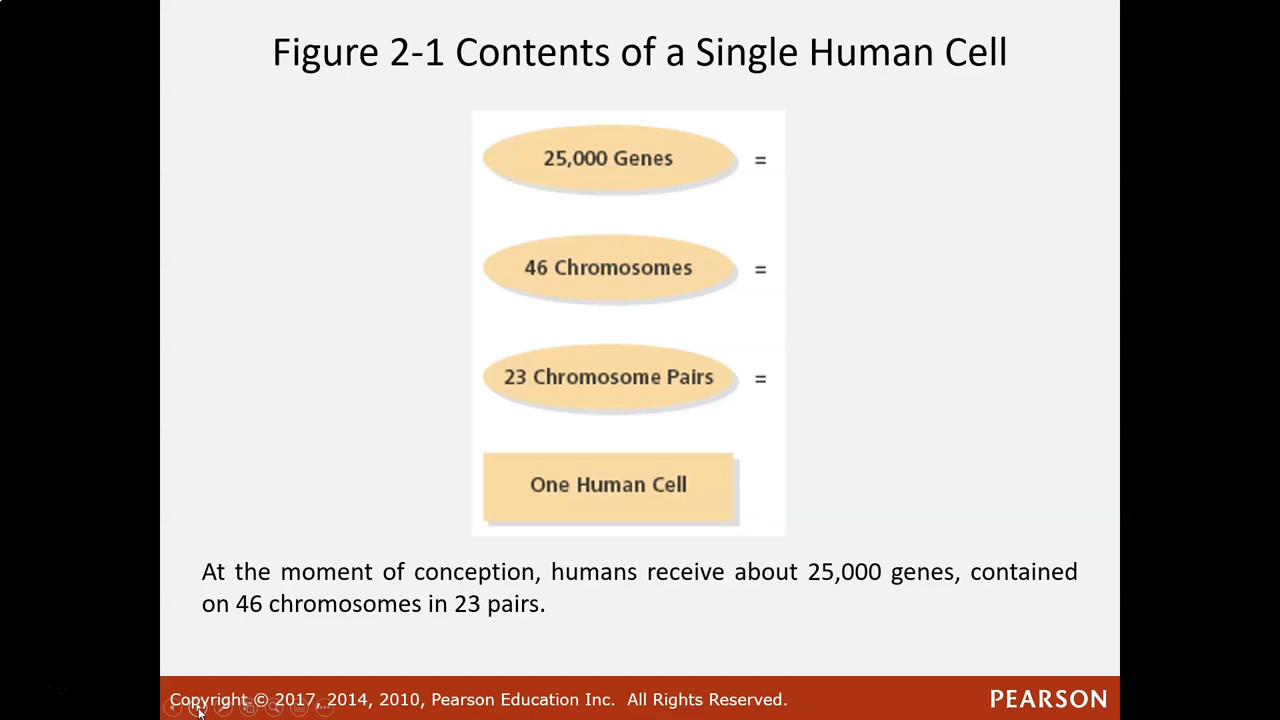 Figure 2-1 Contents of a Single Human Cell
25,000 Genes =
46 Chromosomes =
23 Chromosome Pairs =
One Human Cell
At the moment of conception, humans receive about 25,000 genes, contained
on 46 chromosomes in 23 pairs.
Copyright © 2017, 2014, 2010, Pearson Education Inc. All Rights Reserved.
PEARSON